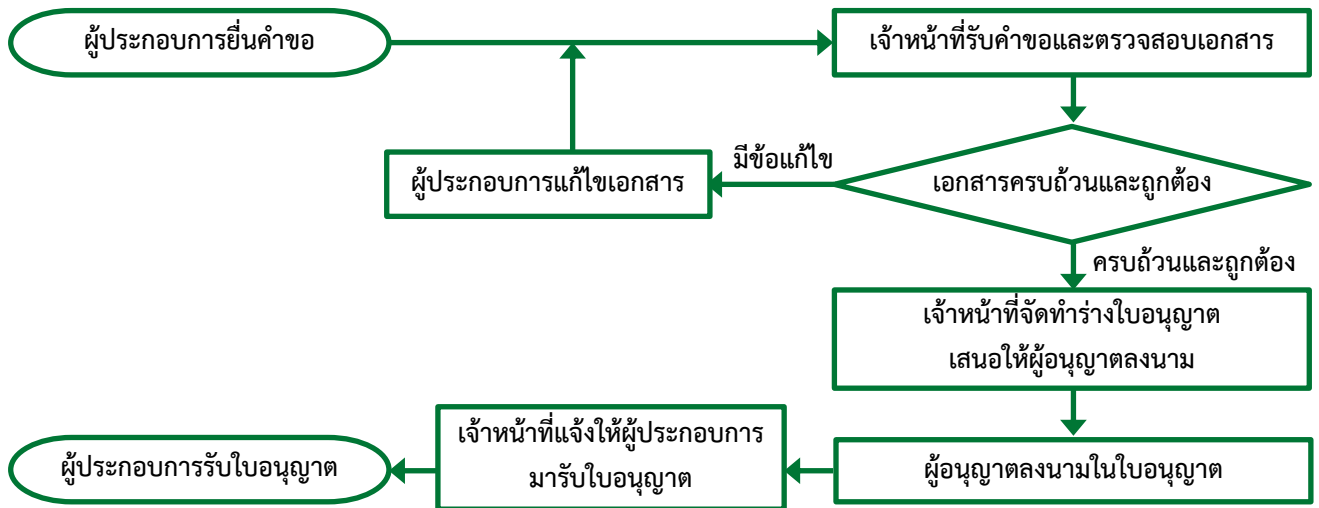 ผู้ประกอบการยื่นคำขอ
เจ้าหน้าที่รับคำขอและตรวจสอบเอกสาร
ผู้ประกอบการแก้ไขเอกสาร
มีข้อแก้ไข
เอกสารครบถ้วนและถูกต้อง
ครบถ้วนและถูกต้อง
เจ้าหน้าที่จัดทำร่างใบอนุญาต
เสนอให้ผู้อนุญาตลงนาม
ผู้อนุญาตลงนามในใบอนุญาต
เจ้าหน้าที่แจ้งให้ผู้ประกอบการ
มารับใบอนุญาต
ผู้ประกอบการรับใบอนุญาต